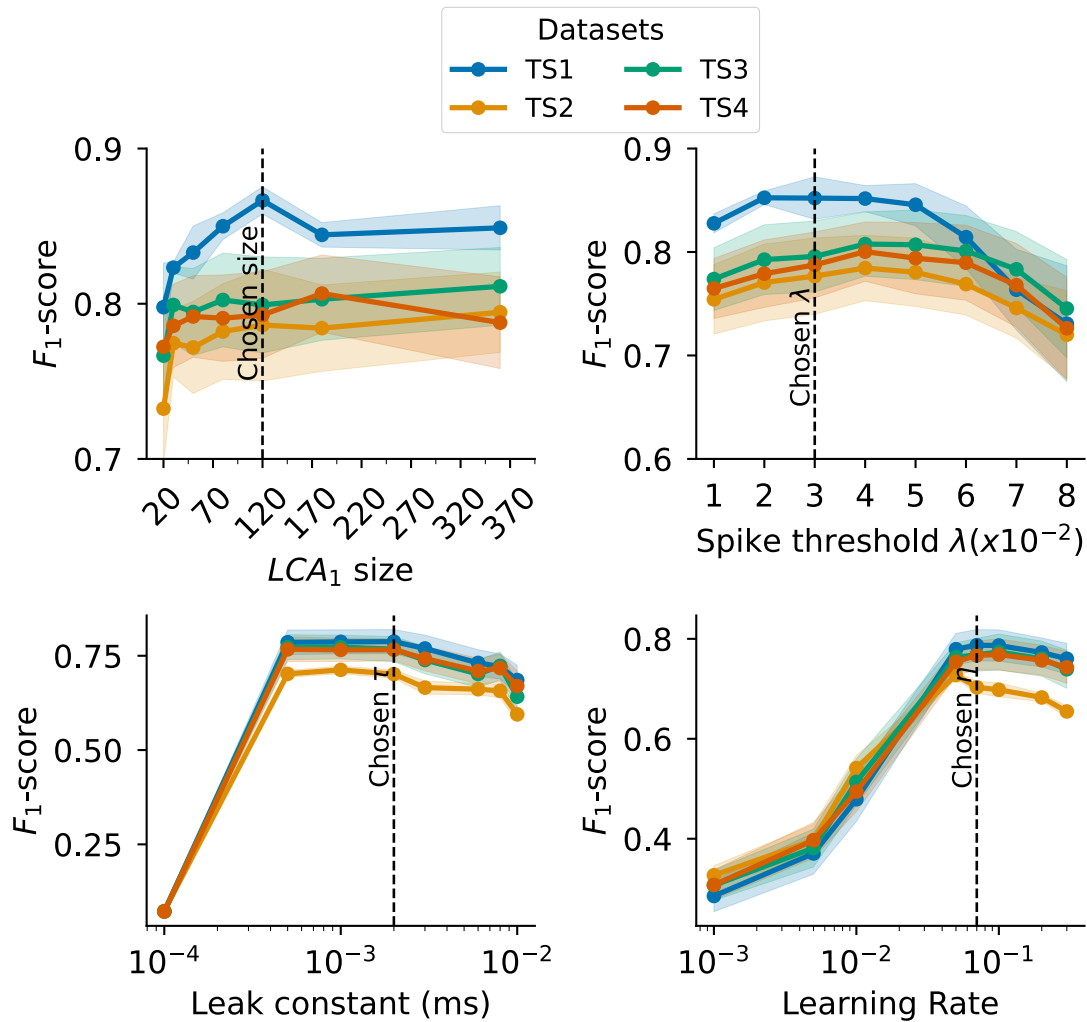 Datasets
TS1
TS3
TS2
TS4
0.9
0.8
0.7
F1-score
Chosen size
20
70
120
170
220
270
320
370
LCA1 size
0.9
0.8
0.7
0.6
F1-score
Chosen λ
1 2 3 4 5 6 7 8
Spike threshold λ(x10−2)
0.75
0.50
0.25
F1-score
Chosen τ
10−4 10−3 10−2
Leak constant (ms)
0.8
0.6
0.4
F1-score
Chosen η
10−3 10−2 10−1
Learning Rate